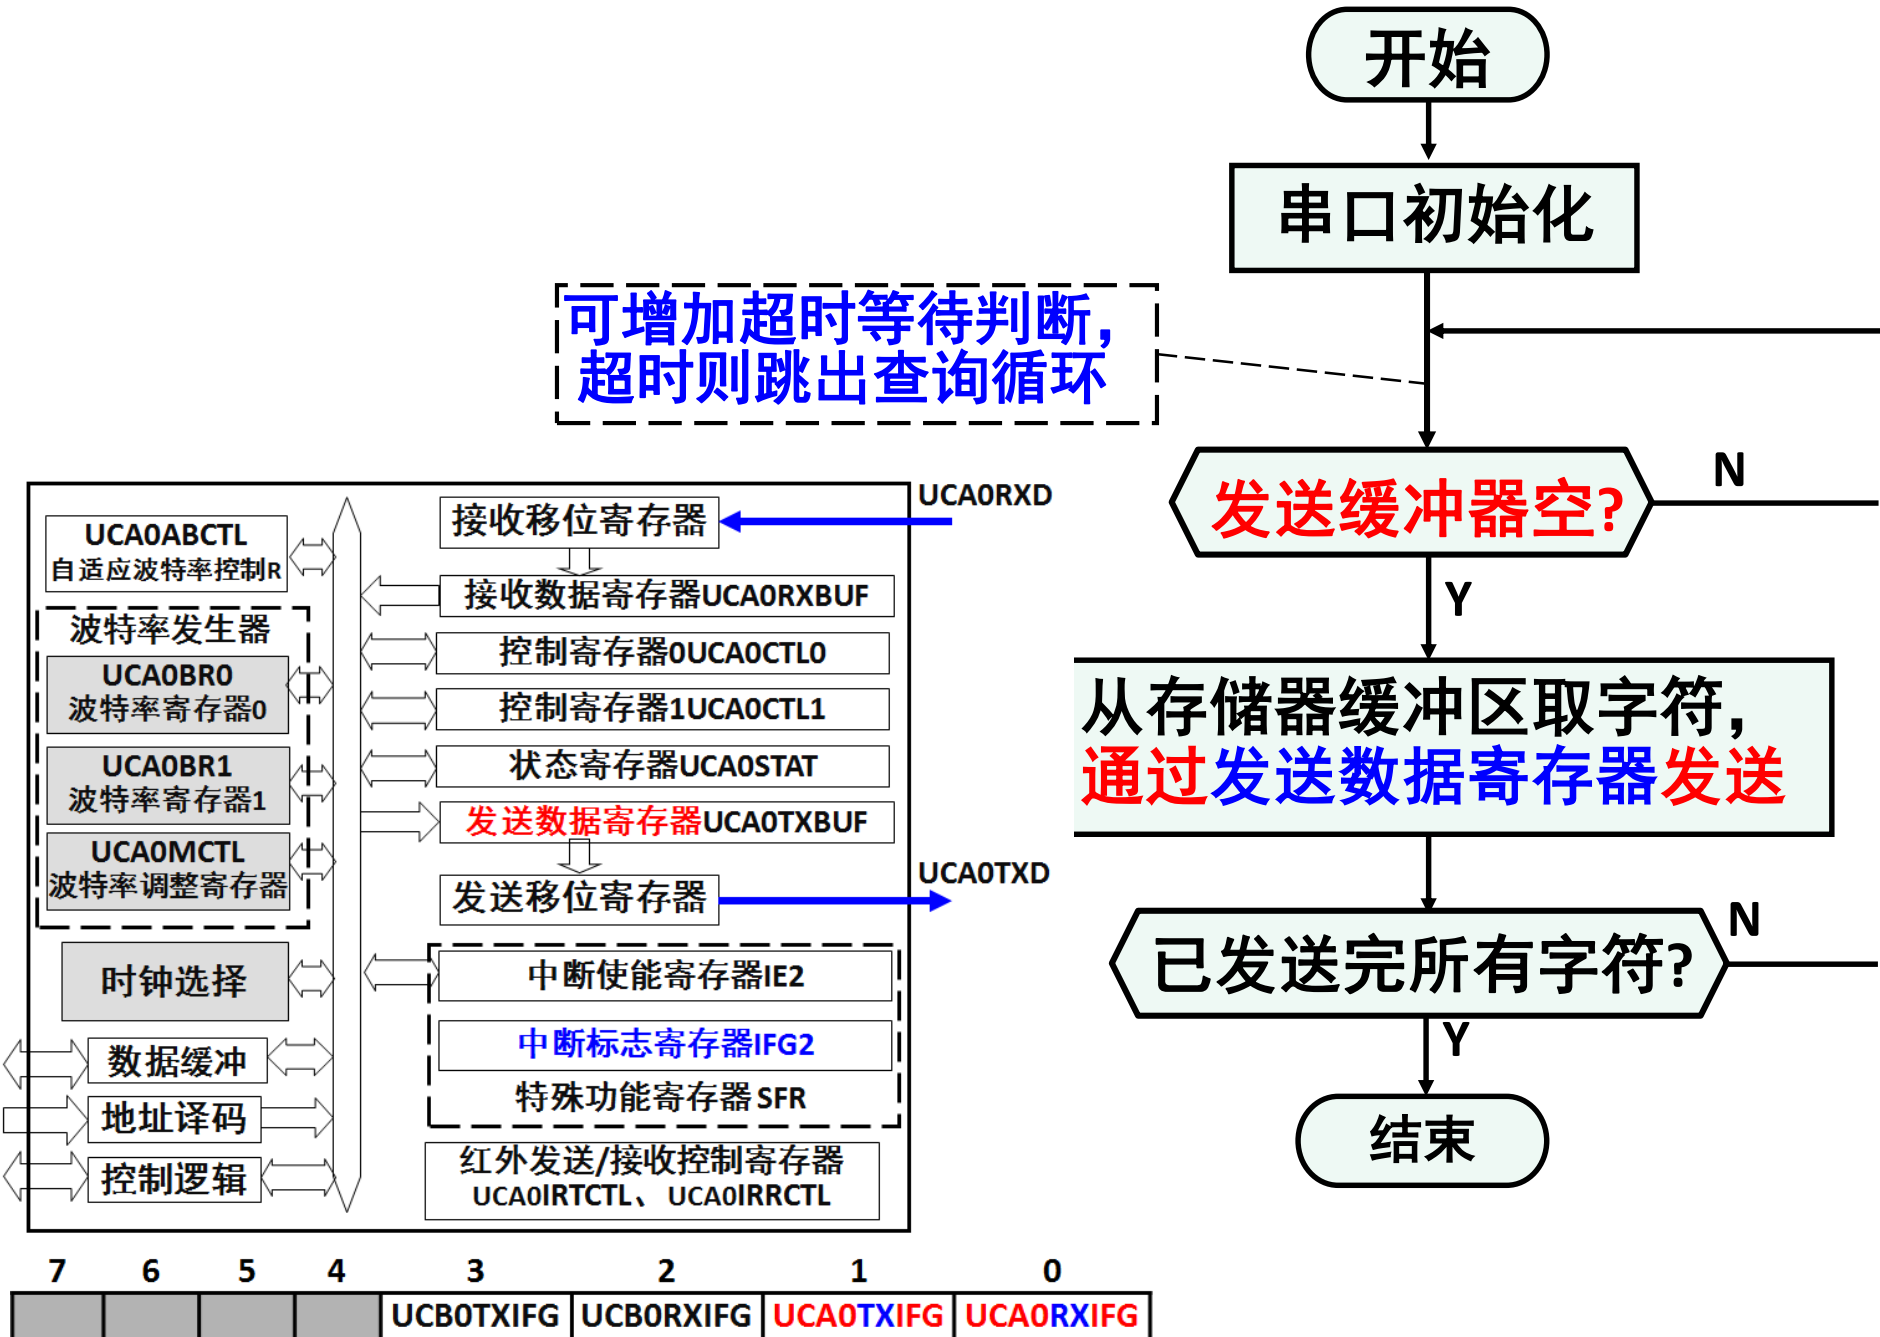 开始
串口初始化
可增加超时等待判断，
超时则跳出查询循环
发送缓冲器空?
N
Y
从存储器缓冲区取字符，
通过发送数据寄存器发送
已发送完所有字符?
N
Y
结束
UCA0RXD
接收移位寄存器
UCA0ABCTL
自适应波特率控制R
接收数据寄存器UCA0RXBUF
波特率发生器
控制寄存器0UCA0CTL0
UCA0BR0
波特率寄存器0
控制寄存器1UCA0CTL1
UCA0BR1
波特率寄存器1
状态寄存器UCA0STAT
发送数据寄存器UCA0TXBUF
UCA0MCTL
波特率调整寄存器
UCA0TXD
发送移位寄存器
时钟选择
中断使能寄存器IE2
中断标志寄存器IFG2
特殊功能寄存器SFR
数据缓冲
地址译码
控制逻辑
红外发送/接收控制寄存器
UCA0IRTCTL、UCA0IRRCTL
7 6 5 4 3 2 1 0
UCB0TXIFG UCB0RXIFG UCA0TXIFG UCA0RXIFG